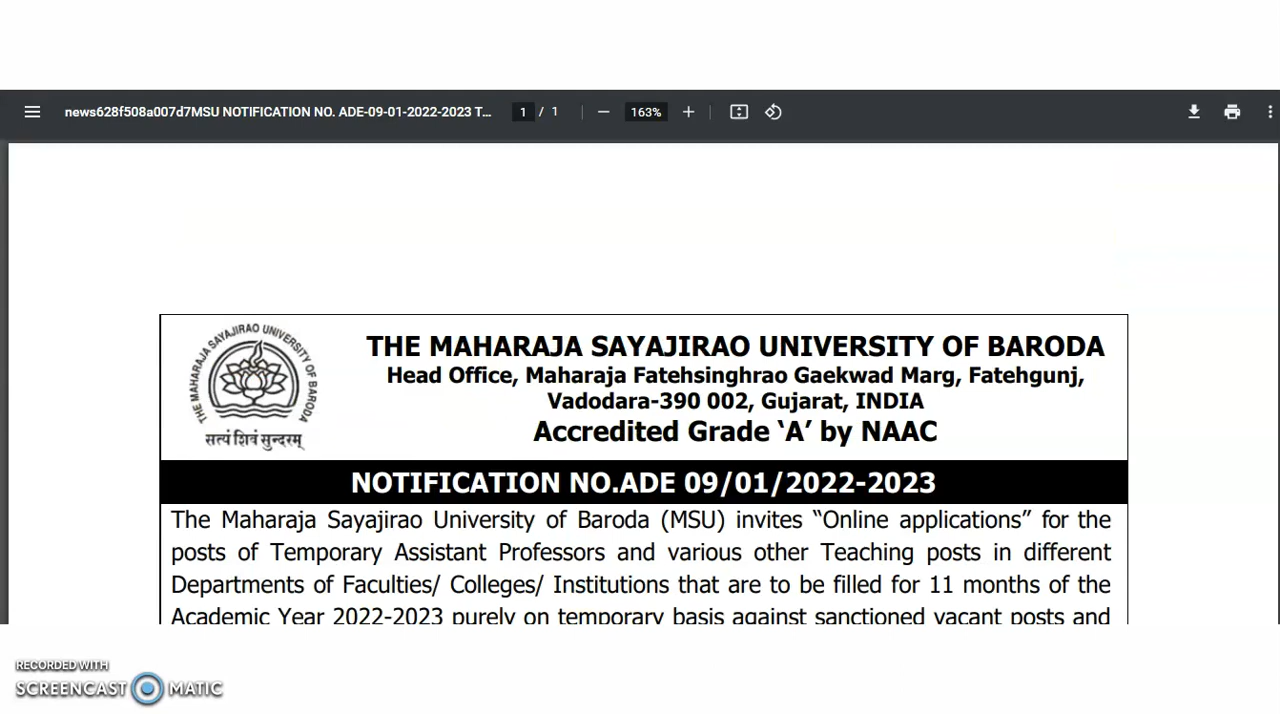 news628f508a007d7MSU NOTIFICATION NO. ADE-09-01-2022-2023 T...
1 / 1
163%
THE MAHARAJA SAYAJIRAO UNIVERSITY OF BARODA
सत्यं शिवं सुन्दरम्
THE MAHARAJA SAYAJIRAO UNIVERSITY OF BARODA
Head Office, Maharaja Fatehsinghrao Gaekwad Marg, Fatehgunj,
Vadodara-390 002, Gujarat, INDIA
Accredited Grade ‘A’ by NAAC
NOTIFICATION NO.ADE 09/01/2022-2023
The Maharaja Sayajirao University of Baroda (MSU) invites “Online applications” for the
posts of Temporary Assistant Professors and various other Teaching posts in different
Departments of Faculties/ Colleges/ Institutions that are to be filled for 11 months of the
Academic Year 2022-2023 purely on temporary basis against sanctioned vacant posts and
RECORDED WITH
SCREENCAST MATIC